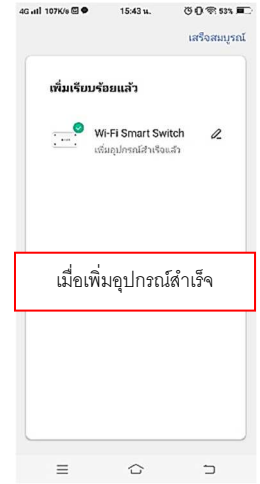 4G 107K/s 15:43 น. 53%
เสร็จสมบูรณ์
เพิ่มเรียบร้อยแล้ว
Wi-Fi Smart Switch
เพิ่มอุปกรณ์สำเร็จแล้ว
เมื่อเพิ่มอุปกรณ์สำเร็จ